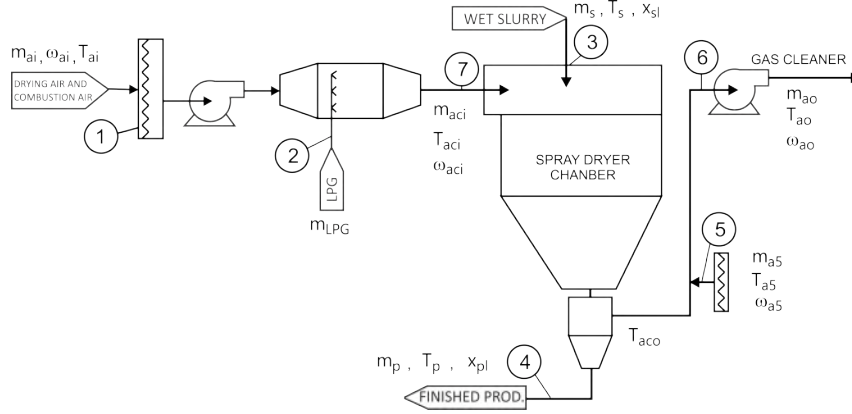 m_ai, ω_ai, T_ai
DRYING AIR AND
COMBUSTION AIR
1
2
LPG
m_LPG
WET SLURRY
m_s , T_s , x_sl
3
7
m_aci
T_aci
ω_aci
SPRAY DRYER
CHANBER
6
GAS CLEANER
m_ao
T_ao
ω_ao
5
m_a5
T_a5
ω_a5
T_aco
m_p , T_p , x_pl
4
FINISHED PROD.